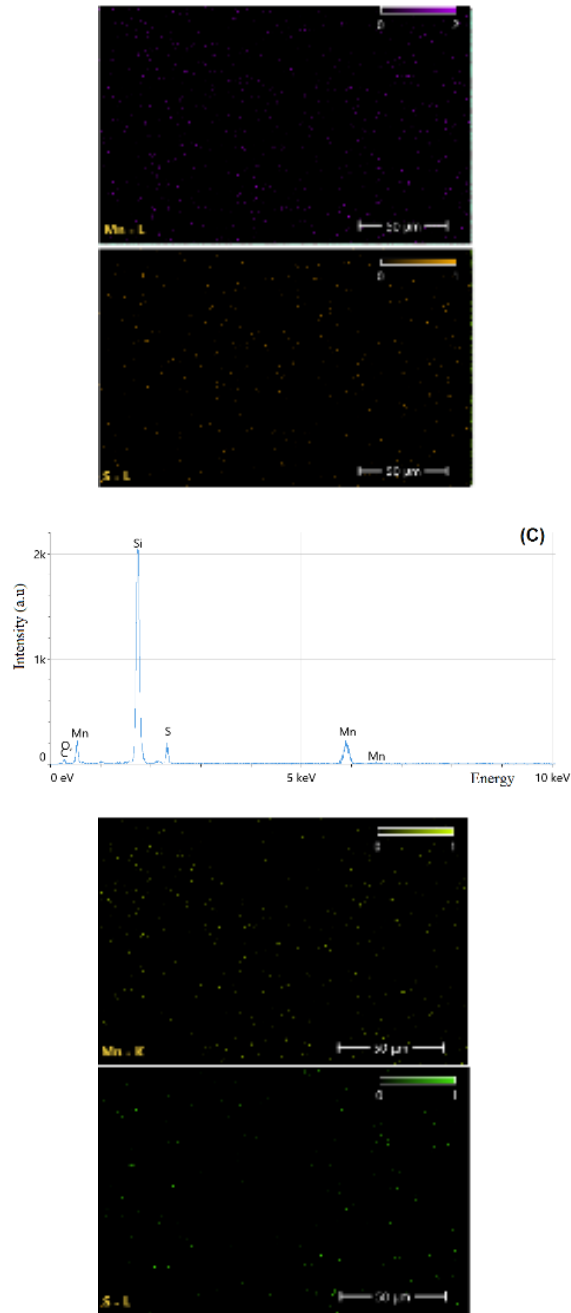 0 2
Mn - L
50 µm
0 1
S - L
50 µm
(C)
Intensity (a.u)
2k
1k
0
Si
O
C
Mn
S
Mn
Mn
0 eV
5 keV
Energy
10 keV
0 1
Mn - K
50 µm
0 1
S - L
50 µm